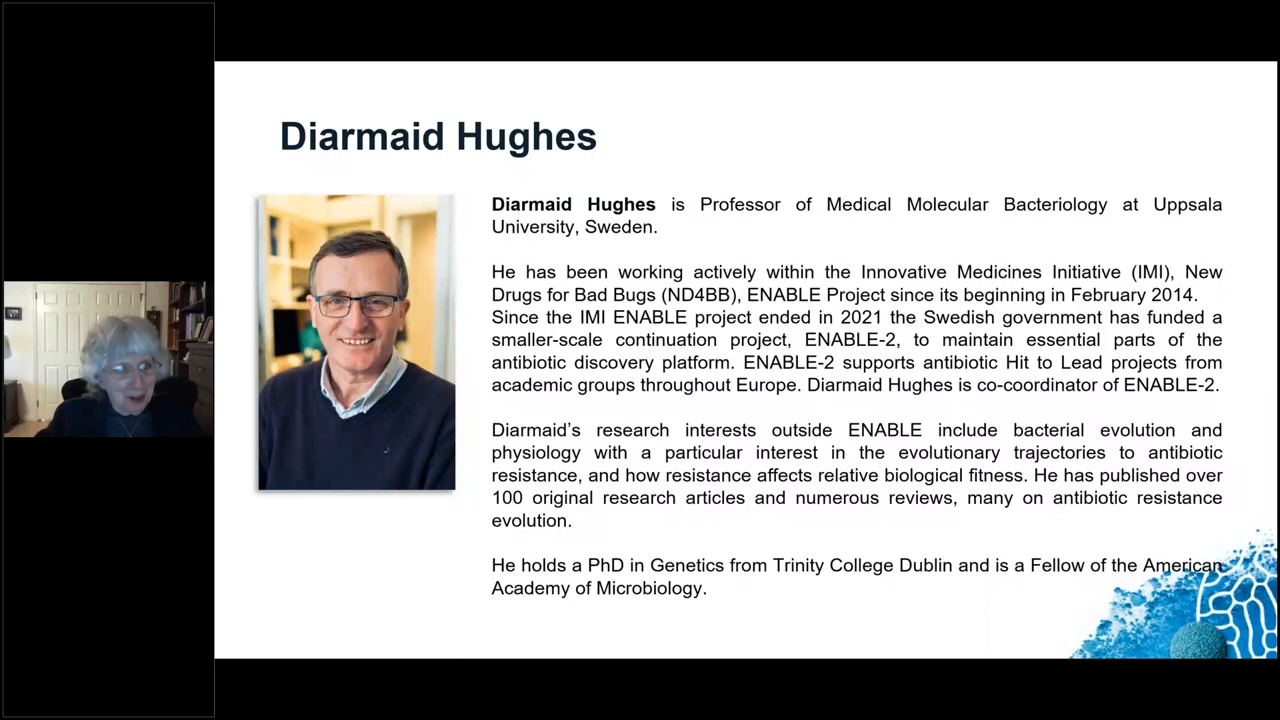 Diarmaid Hughes
Diarmaid Hughes is Professor of Medical Molecular Bacteriology at Uppsala
University, Sweden.
He has been working actively within the Innovative Medicines Initiative (IMI), New
Drugs for Bad Bugs (ND4BB), ENABLE Project since its beginning in February 2014.
Since the IMI ENABLE project ended in 2021 the Swedish government has funded a
smaller-scale continuation project, ENABLE-2, to maintain essential parts of the
antibiotic discovery platform. ENABLE-2 supports antibiotic Hit to Lead projects from
academic groups throughout Europe. Diarmaid Hughes is co-coordinator of ENABLE-2.
Diarmaid's research interests outside ENABLE include bacterial evolution and
physiology with a particular interest in the evolutionary trajectories to antibiotic
resistance, and how resistance affects relative biological fitness. He has published over
100 original research articles and numerous reviews, many on antibiotic resistance
evolution.
He holds a PhD in Genetics from Trinity College Dublin and is a Fellow of the American
Academy of Microbiology.